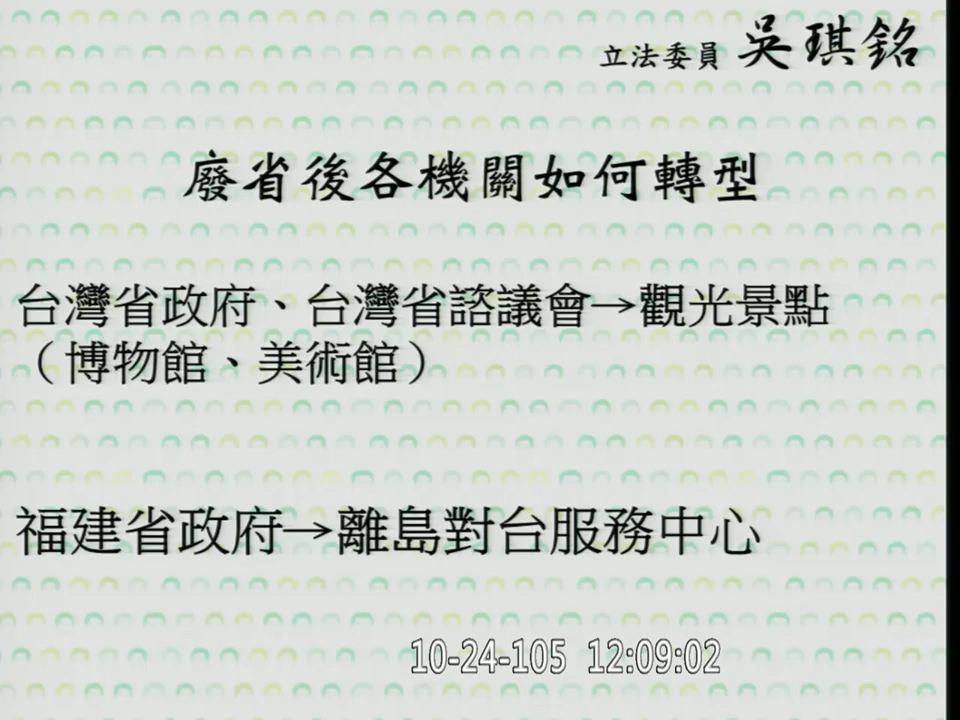 立法委員 吳琪銘
廢省後各機關如何轉型
台灣省政府、台灣省諮議會→觀光景點
（博物館、美術館）
福建省政府→離島對台服務中心
10-24-105 12:09:02